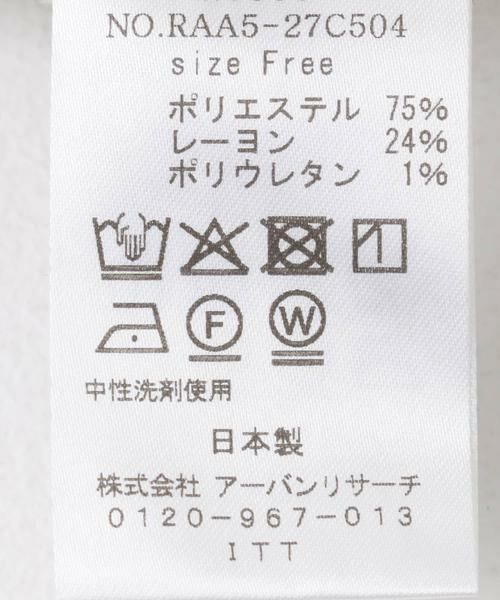 NO.RAA5-27C504
size Free
ポリエステル 75%
レーヨン 24%
ポリウレタン 1%
F W
中性洗剤使用
日本製
株式会社 アーバンリサーチ
0120-967-013
ITT